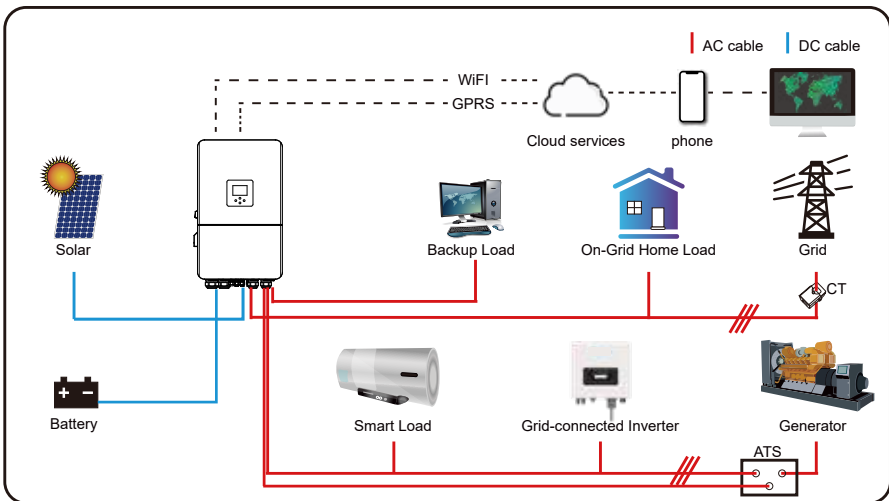 AC cable
DC cable
WiFI
GPRS
Cloud services
phone
Solar
Backup Load
On-Grid Home Load
Grid
CT
Battery
Smart Load
Grid-connected Inverter
Generator
ATS